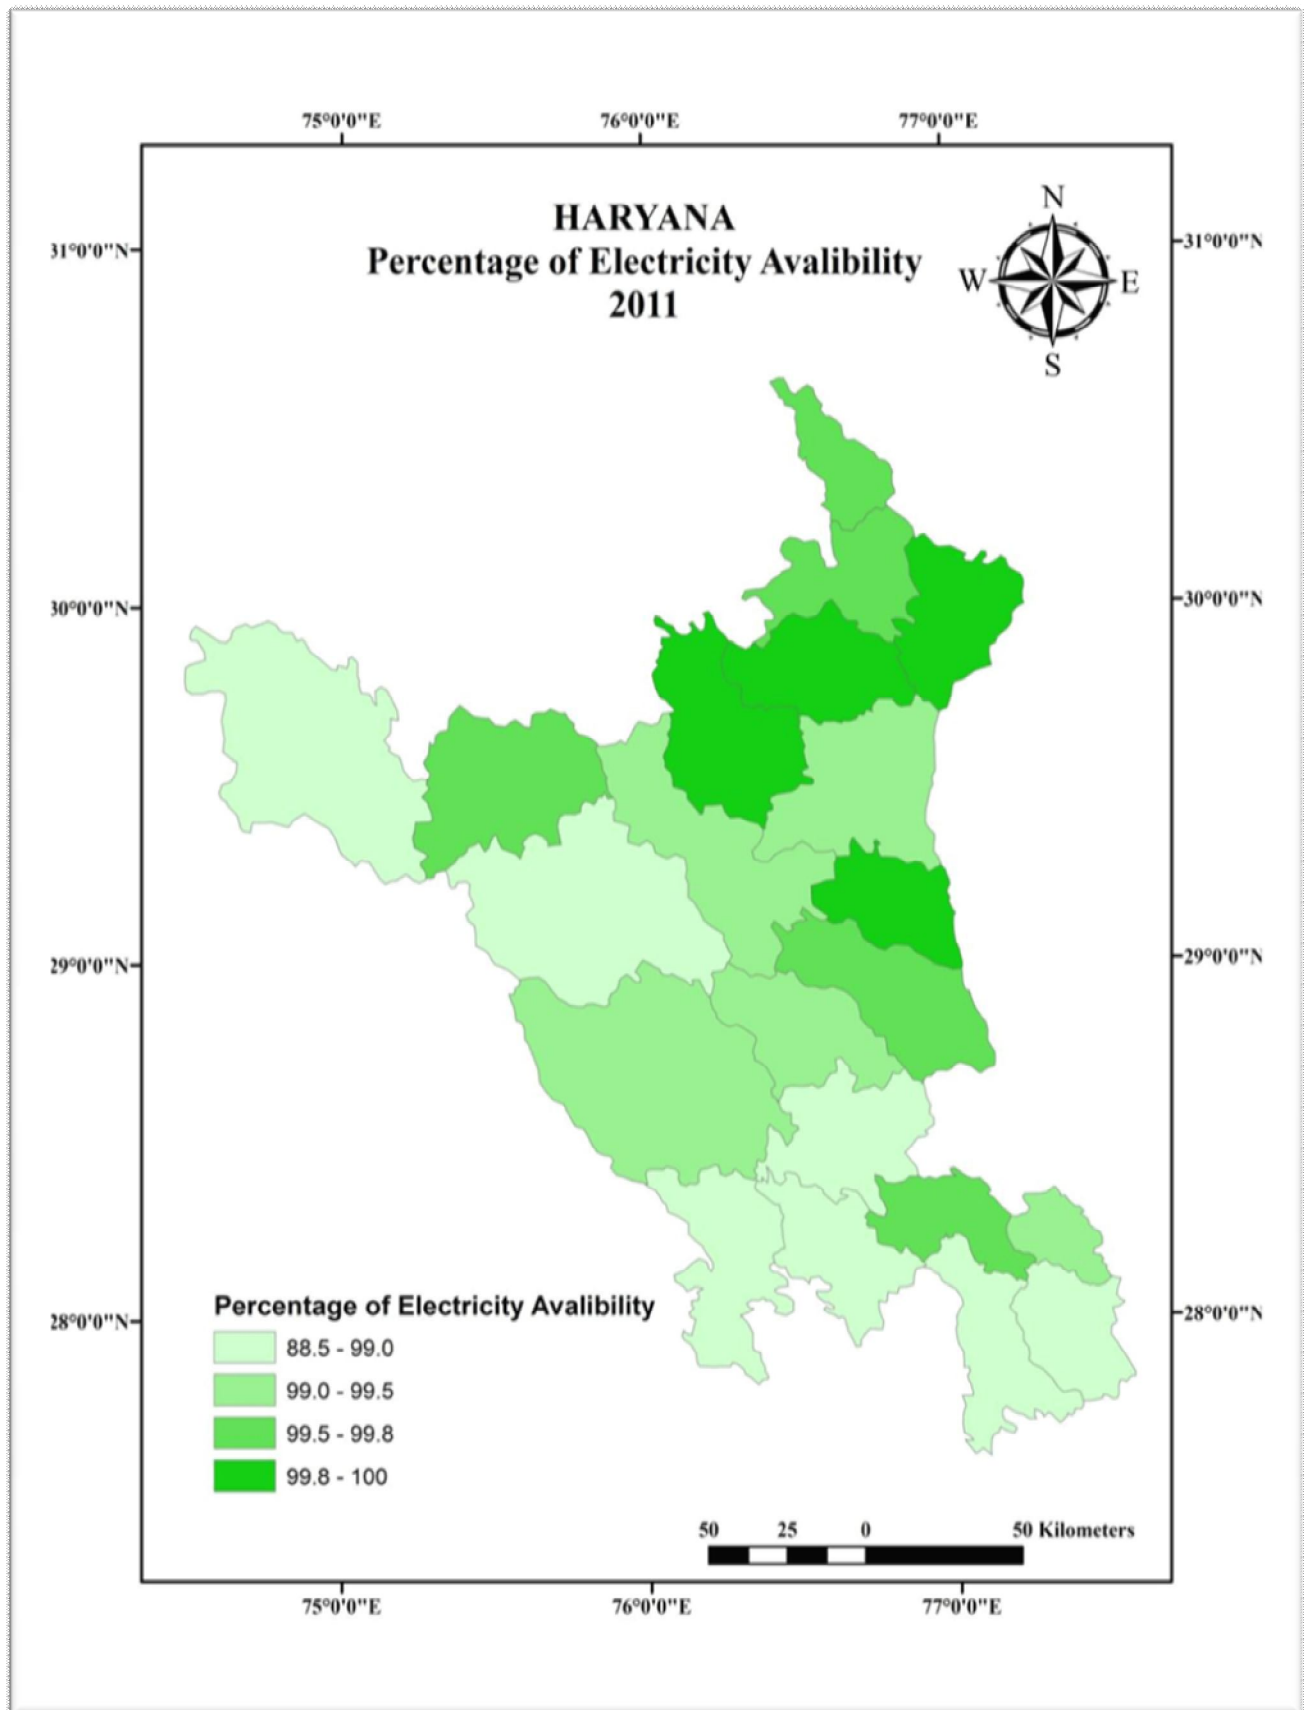 75°0'0"E 76°0'0"E 77°0'0"E
HARYANA
Percentage of Electricity Avalibility
2011
N
W E
S
31°0'0"N 31°0'0"N
30°0'0"N 30°0'0"N
29°0'0"N 29°0'0"N
28°0'0"N 28°0'0"N
Percentage of Electricity Avalibility
88.5 - 99.0
99.0 - 99.5
99.5 - 99.8
99.8 - 100
50 25 0 50 Kilometers
75°0'0"E 76°0'0"E 77°0'0"E